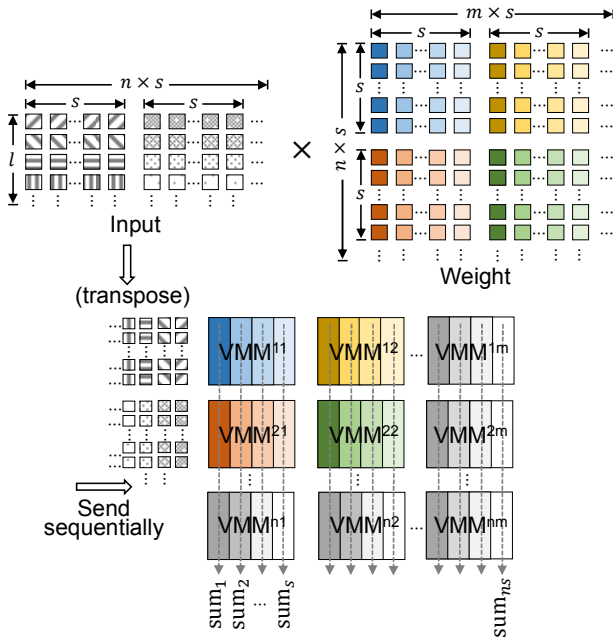 m × s
s
s
n × s
s
s
n × s
s
s
l
...
×
Input
Weight
(transpose)
VMM11
VMM12
...
VMM1m
VMM21
VMM22
VMM2m
Send
sequentially
VMMn1
VMMn2
...
VMMnm
sum1
sum2
...
sums
sumns